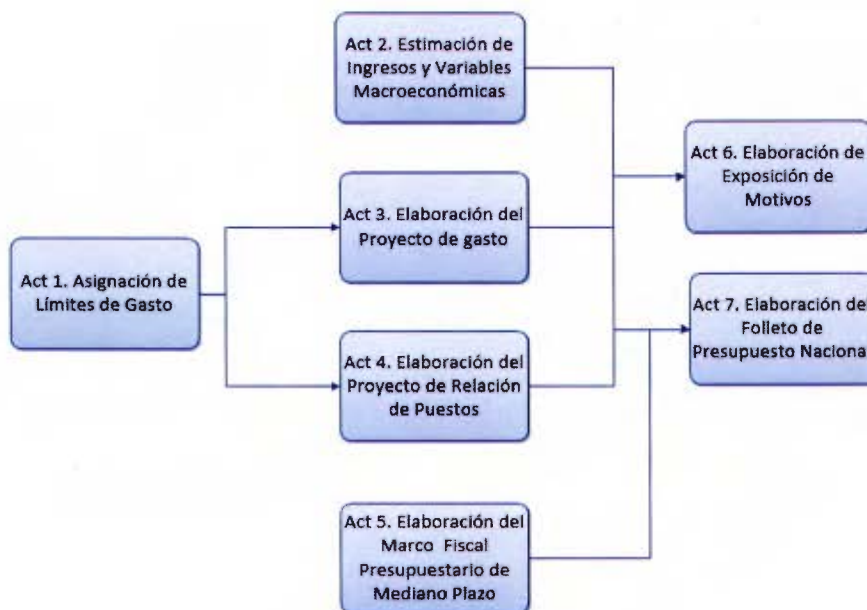 Act 1. Asignación de
Límites de Gasto
Act 2. Estimación de
Ingresos y Variables
Macroeconómicas
Act 3. Elaboración del
Proyecto de gasto
Act 4. Elaboración del
Proyecto de Relación
de Puestos
Act 5. Elaboración del
Marco Fiscal
Presupuestario de
Mediano Plazo
Act 6. Elaboración de
Exposición de
Motivos
Act 7. Elaboración de
Folleto de
Presupuesto Naciona